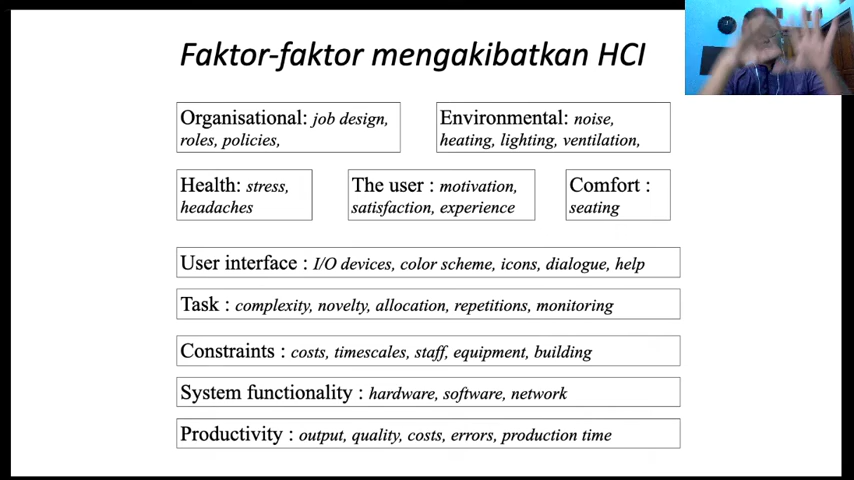 Faktor-faktor mengakibatkan HCI
Organisational: job design,
roles, policies,
Environmental: noise,
heating, lighting, ventilation,
Health: stress,
headaches
The user : motivation,
satisfaction, experience
Comfort :
seating
User interface : I/O devices, color scheme, icons, dialogue, help
Task : complexity, novelty, allocation, repetitions, monitoring
Constraints : costs, timescales, staff, equipment, building
System functionality : hardware, software, network
Productivity : output, quality, costs, errors, production time